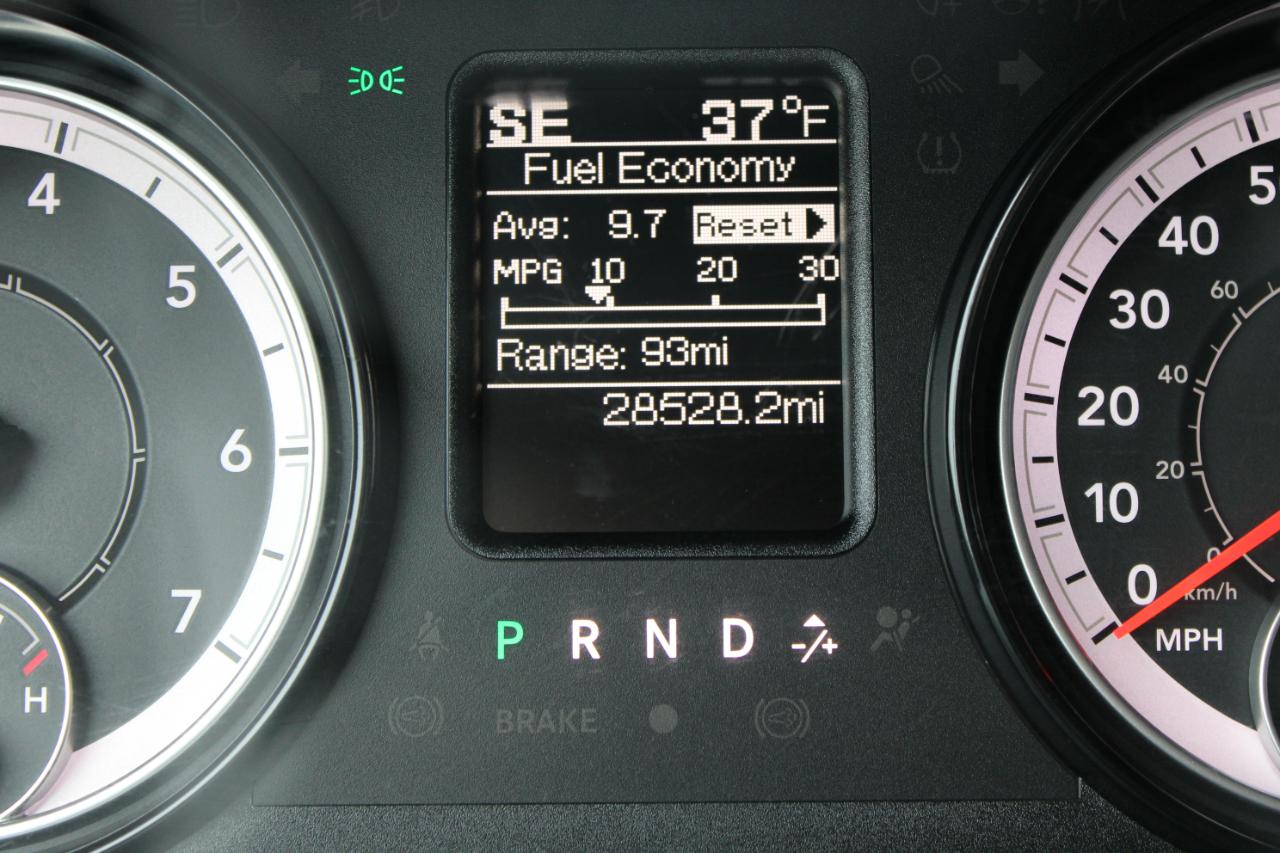 SE 37°F
Fuel Economy
Avg: 9.7 Reset
MPG 10 20 30
Range: 93mi
28528.2mi
P R N D -/+
BRAKE
4
5
6
7
H
40
30
20
10
0
MPH
60
40
20
0
km/h